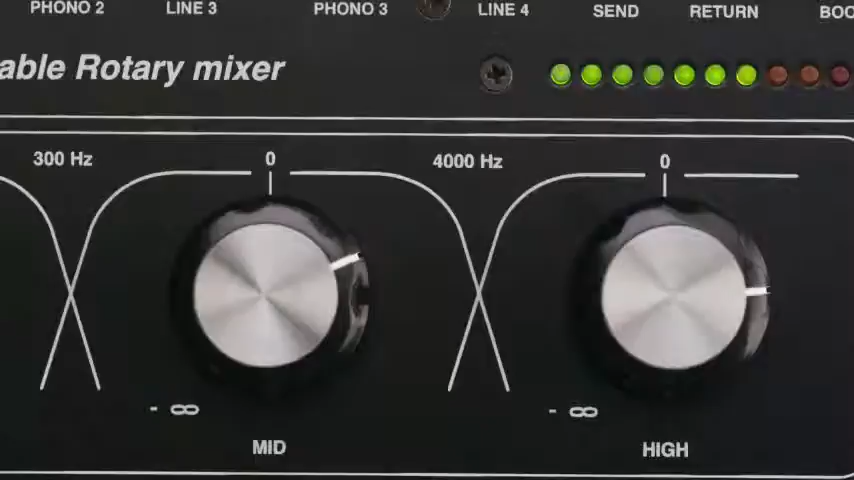 PHONO 2 LINE 3 PHONO 3 LINE 4 SEND RETURN
able Rotary mixer
300 Hz 0 4000 Hz 0
- ∞ - ∞
MID HIGH